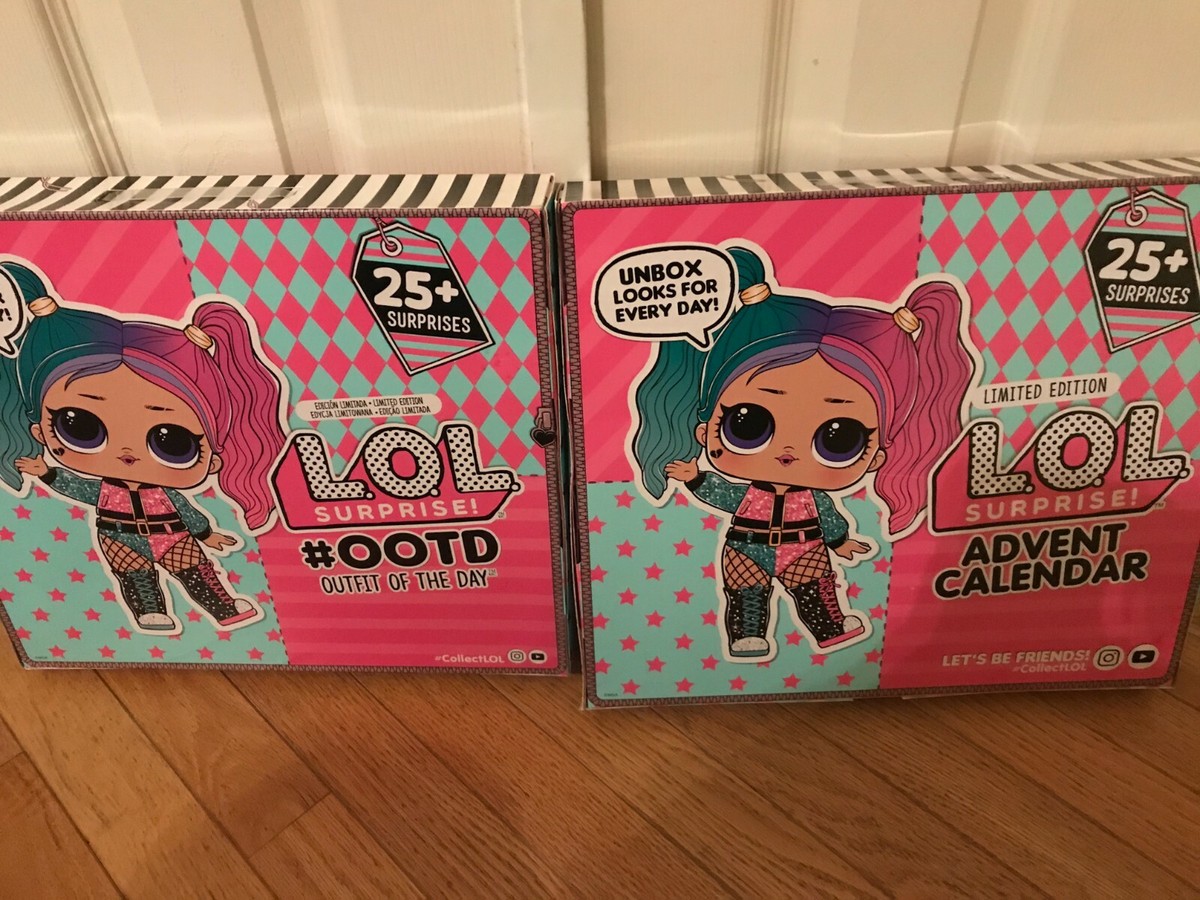 Y!
25+
SURPRISES
EDICIÓN LIMITADA • LIMITED EDITION
EDYCJA LIMITOWANA • EDIÇÃO LIMITADA
L.O.L.
SURPRISE!
#OOTD
OUTFIT OF THE DAY
#CollectLOL
UNBOX
LOOKS FOR
EVERY DAY!
25+
SURPRISES
LIMITED EDITION
L.O.L.
SURPRISE!
ADVENT
CALENDAR
LET'S BE FRIENDS!
#CollectLOL